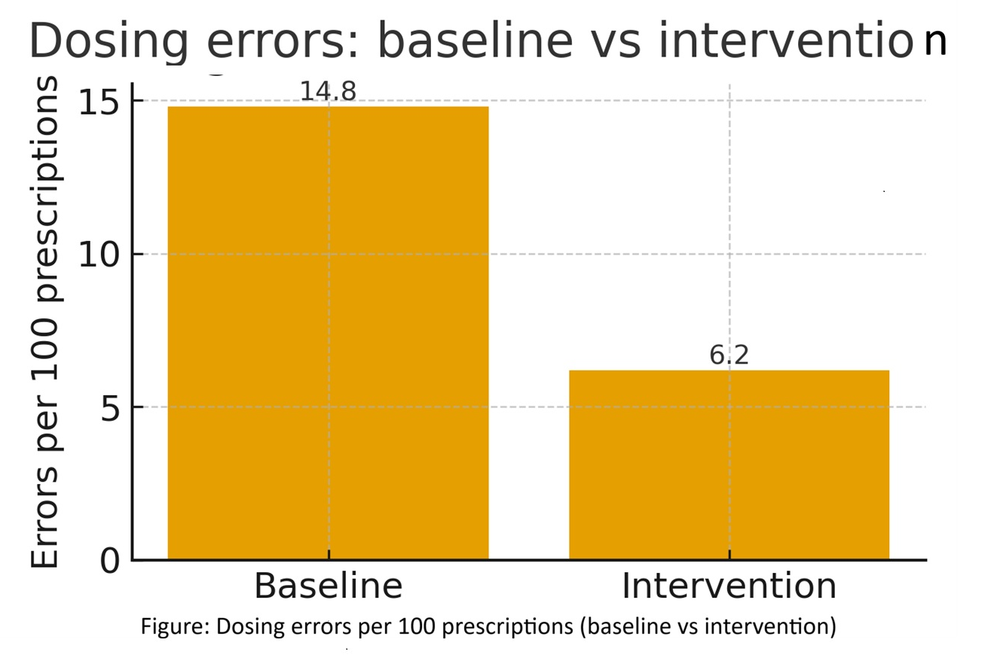 Dosing errors: baseline vs intervention
Errors per 100 prescriptions
15
14.8
10
6.2
5
0
Baseline Intervention
Figure: Dosing errors per 100 prescriptions (baseline vs intervention)